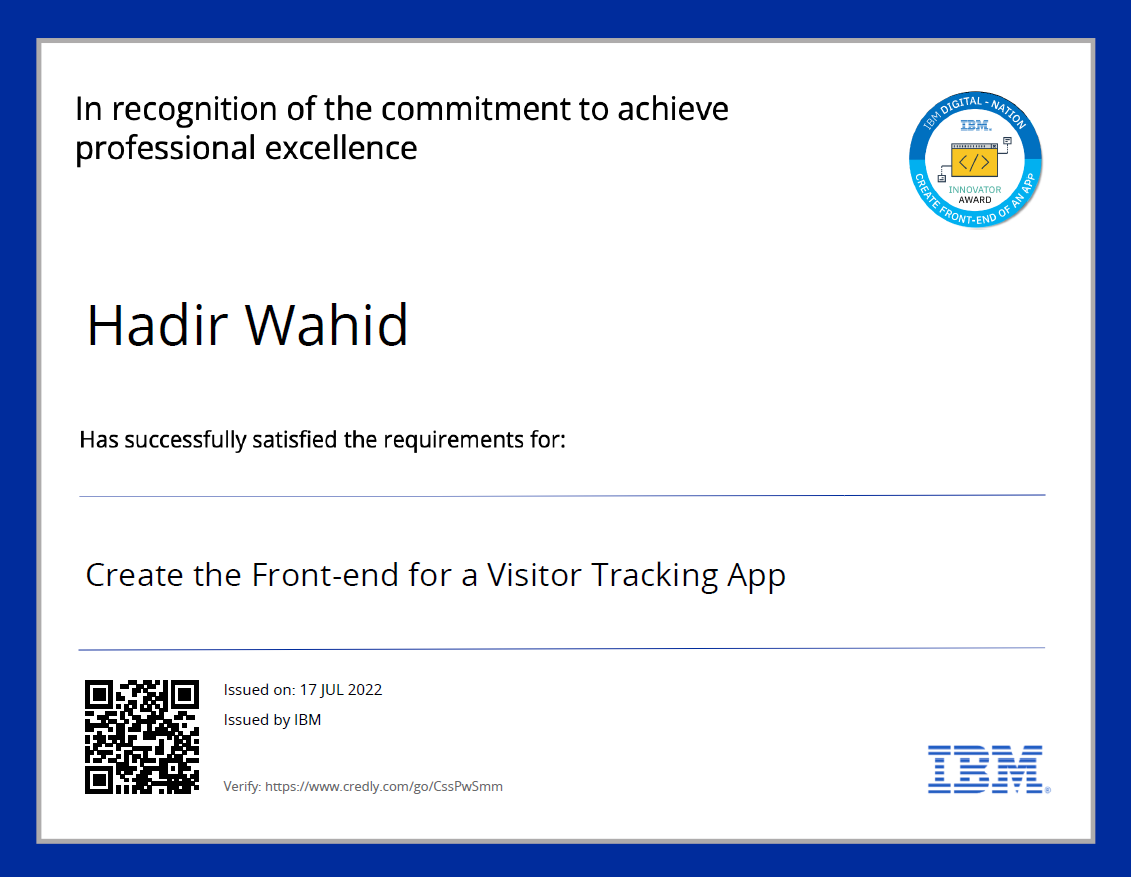 In recognition of the commitment to achieve
professional excellence
IBM DIGITAL - NATION
IBM®
</>
INNOVATOR
AWARD
CREATE FRONT-END OF AN APP
Hadir Wahid
Has successfully satisfied the requirements for:
Create the Front-end for a Visitor Tracking App
Issued on: 17 JUL 2022
Issued by IBM
Verify: https://www.credly.com/go/CssPwSmm
IBM®